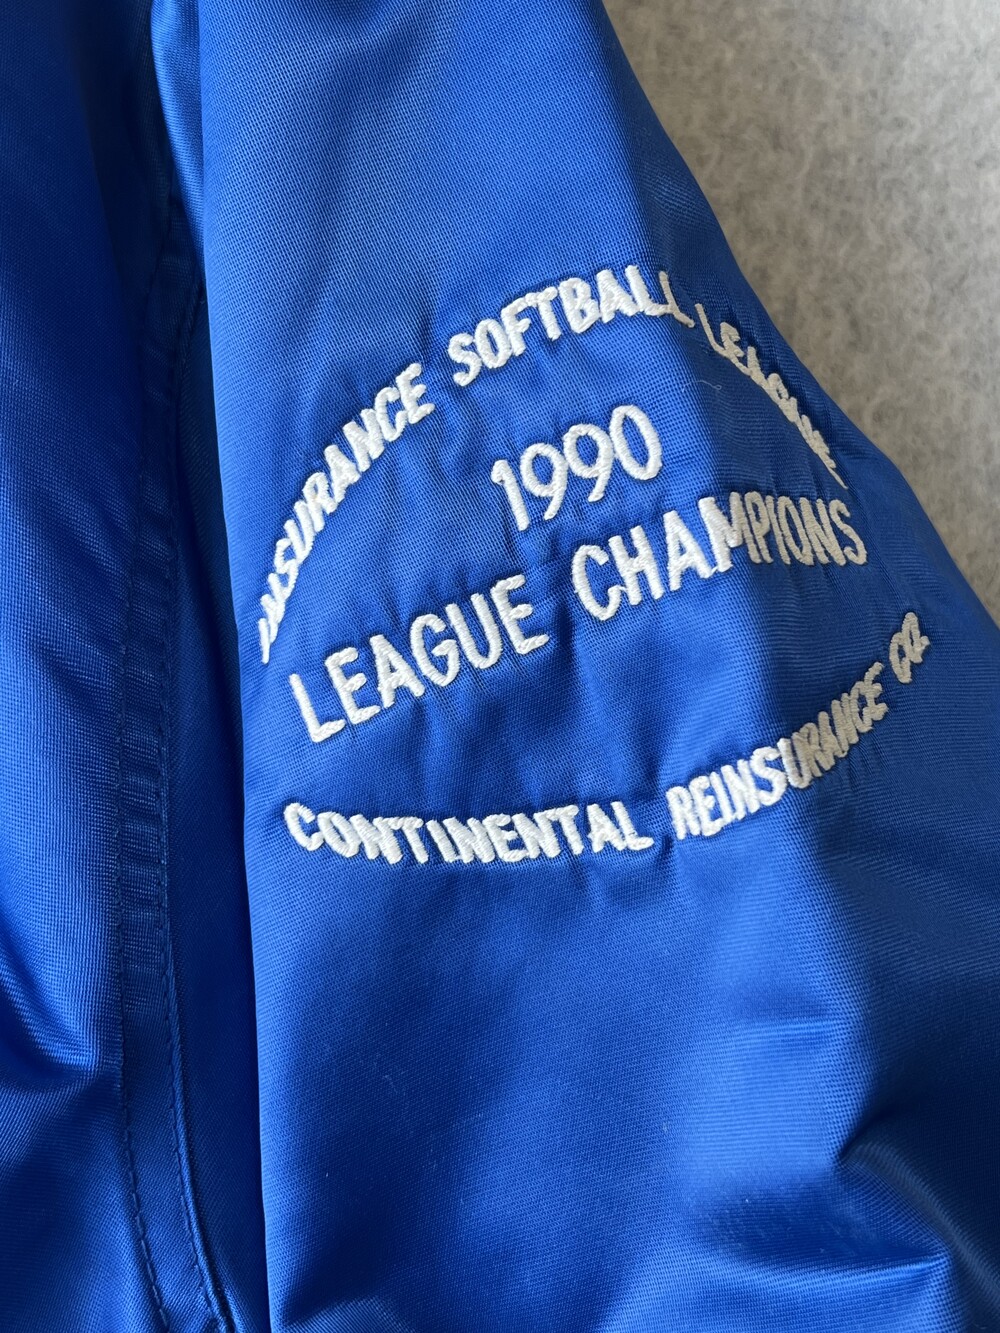 INSURANCE SOFTBALL LEAGUE
1990
LEAGUE CHAMPIONS
CONTINENTAL REINSURANCE CO.